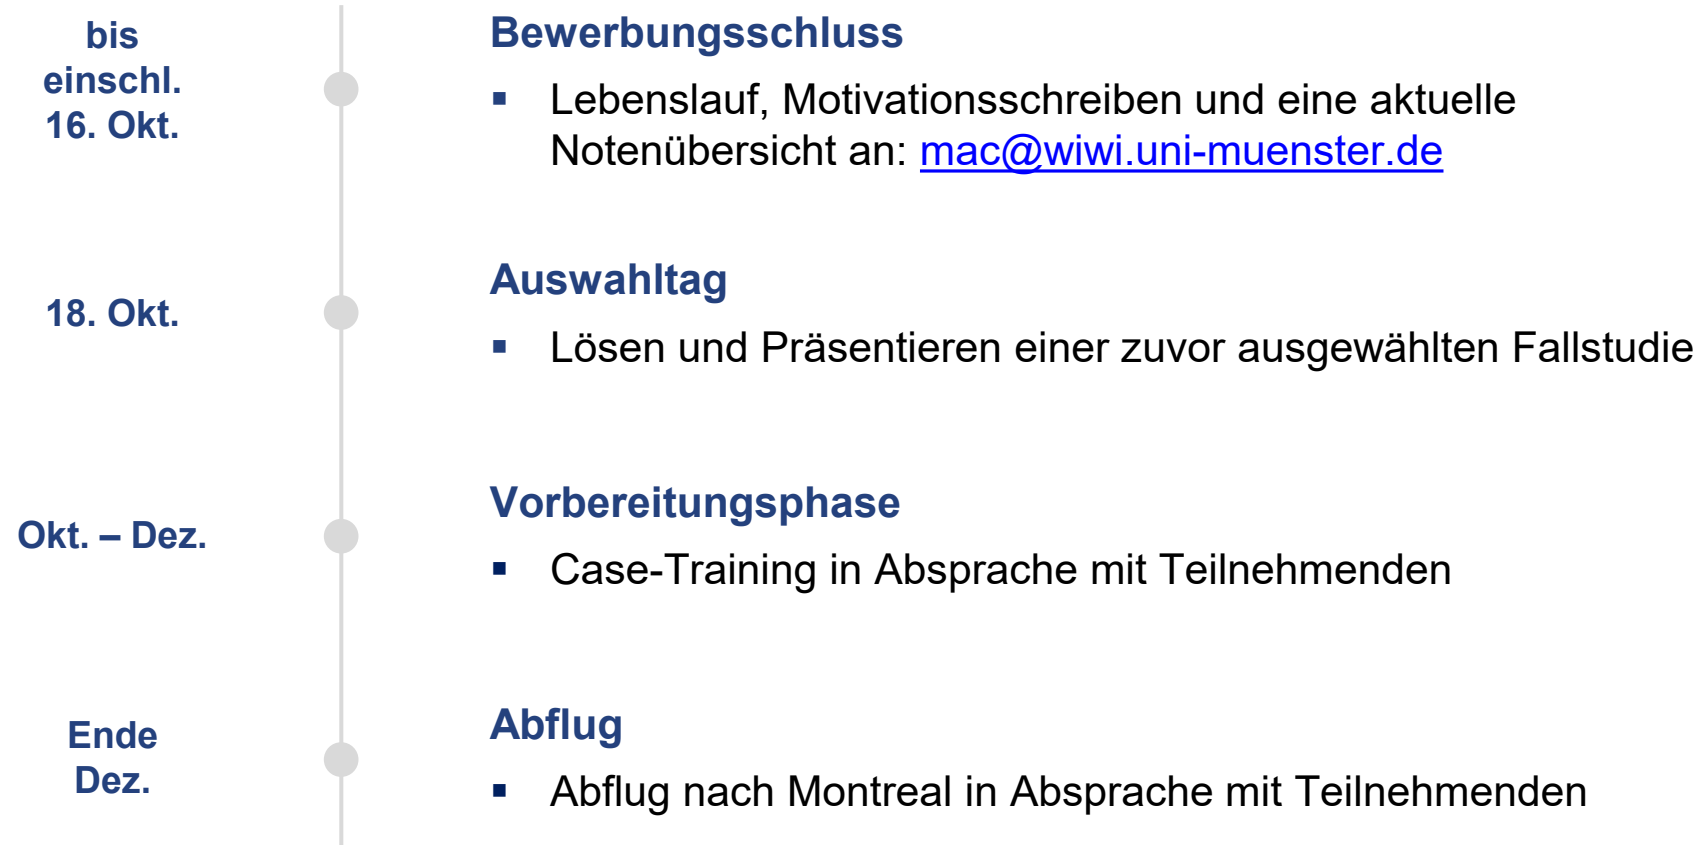 bis
einschl.
16. Okt.
Bewerbungsschluss
▪ Lebenslauf, Motivationsschreiben und eine aktuelle
Notenübersicht an: mac@wiwi.uni-muenster.de
18. Okt.
Auswahltag
▪ Lösen und Präsentieren einer zuvor ausgewählten Fallstudie
Okt. – Dez.
Vorbereitungsphase
▪ Case-Training in Absprache mit Teilnehmenden
Ende
Dez.
Abflug
▪ Abflug nach Montreal in Absprache mit Teilnehmenden